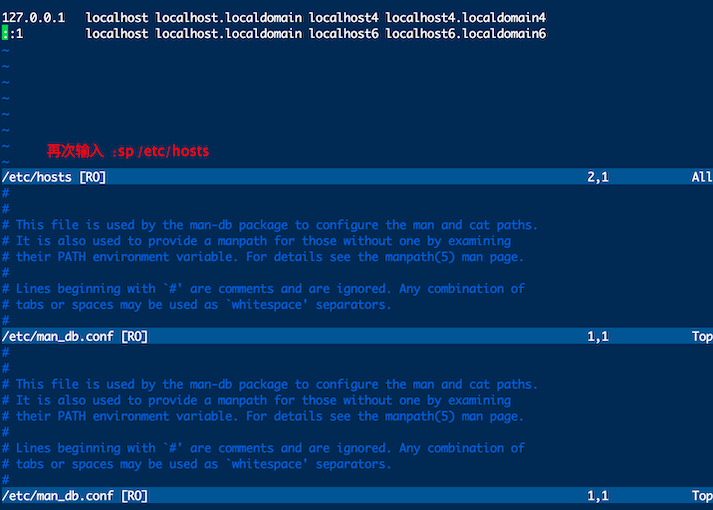 127.0.0.1   localhost localhost.localdomain localhost4 localhost4.localdomain4
::1         localhost localhost.localdomain localhost6 localhost6.localdomain6
~
~
~
~
~
~
~
再次输入 :sp /etc/hosts
~
/etc/hosts [RO] 2,1 All
#
#
# This file is used by the man-db package to configure the man and cat paths.
# It is also used to provide a manpath for those without one by examining
# their PATH environment variable. For details see the manpath(5) man page.
#
# Lines beginning with `#' are comments and are ignored. Any combination of
# tabs or spaces may be used as `whitespace' separators.
#
/etc/man_db.conf [RO] 1,1 Top
#
#
# This file is used by the man-db package to configure the man and cat paths.
# It is also used to provide a manpath for those without one by examining
# their PATH environment variable. For details see the manpath(5) man page.
#
# Lines beginning with `#' are comments and are ignored. Any combination of
# tabs or spaces may be used as `whitespace' separators.
#
/etc/man_db.conf [RO] 1,1 Top